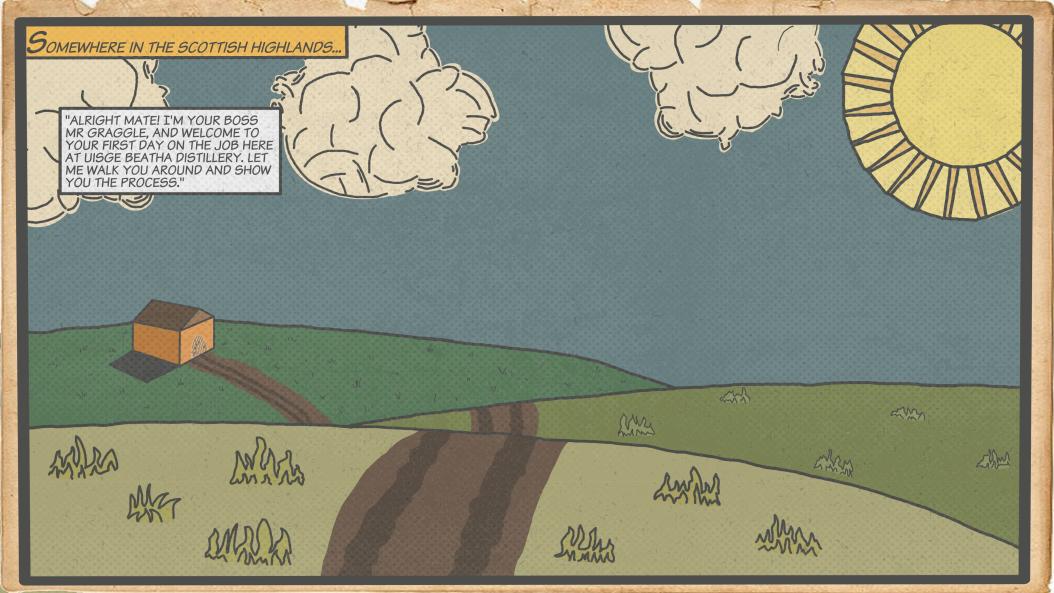 SOMEWHERE IN THE SCOTTISH HIGHLANDS...
"ALRIGHT MATE! I'M YOUR BOSS
MR GRAGGLE, AND WELCOME TO
YOUR FIRST DAY ON THE JOB HERE
AT UISGE BEATHA DISTILLERY. LET
ME WALK YOU AROUND AND SHOW
YOU THE PROCESS."